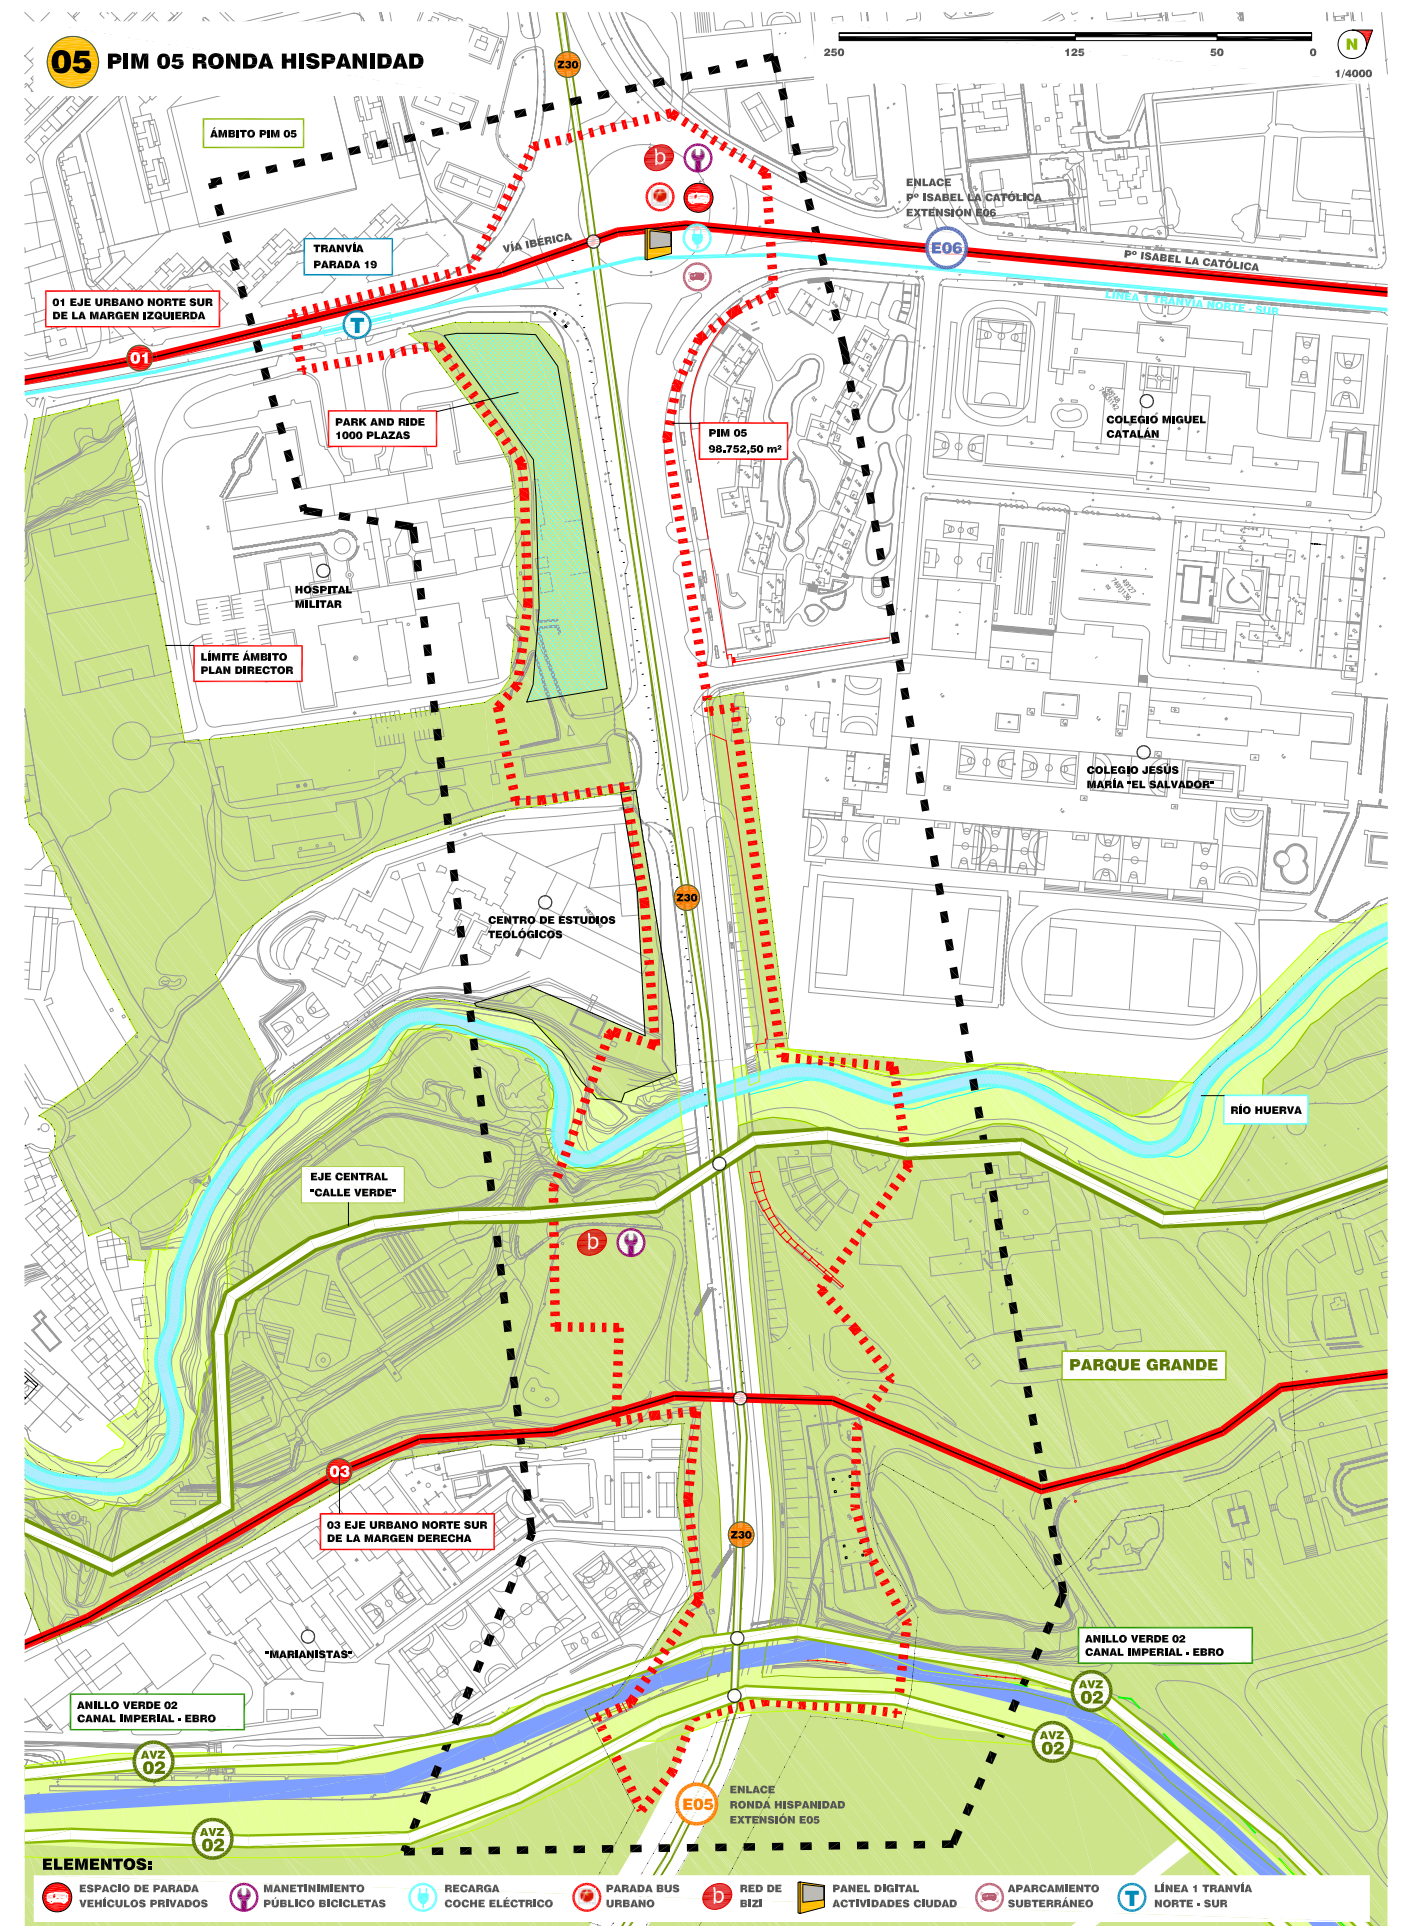 05 PIM 05 RONDA HISPANIDAD
Z30
250
125
50
0
N
1/4000
ÁMBITO PIM 05
b
ENLACE
Pº ISABEL LA CATÓLICA
EXTENSIÓN E06
E06
VÍA IBÉRICA
Pº ISABEL LA CATÓLICA
TRANVÍA
PARADA 19
LÍNEA 1 TRANVIA NORTE - SUR
01 EJE URBANO NORTE SUR
DE LA MARGEN IZQUIERDA
T
01
PARK AND RIDE
1000 PLAZAS
PIM 05
98.752,50 m²
COLEGIO MIGUEL
CATALÁN
HOSPITAL
MILITAR
LÍMITE ÁMBITO
PLAN DIRECTOR
COLEGIO JESÚS
MARÍA "EL SALVADOR"
Z30
CENTRO DE ESTUDIOS
TEOLÓGICOS
RÍO HUERVA
EJE CENTRAL
"CALLE VERDE"
b
PARQUE GRANDE
03
03 EJE URBANO NORTE SUR
DE LA MARGEN DERECHA
Z30
"MARIANISTAS"
ANILLO VERDE 02
CANAL IMPERIAL - EBRO
AVZ
02
ANILLO VERDE 02
CANAL IMPERIAL - EBRO
AVZ
02
AVZ
02
E05
ENLACE
RONDA HISPANIDAD
EXTENSIÓN E05
AVZ
02
ELEMENTOS:
ESPACIO DE PARADA
VEHÍCULOS PRIVADOS
MANETINIMIENTO
PÚBLICO BICICLETAS
RECARGA
COCHE ELÉCTRICO
PARADA BUS
URBANO
b
RED DE
BIZI
PANEL DIGITAL
ACTIVIDADES CIUDAD
APARCAMIENTO
SUBTERRÁNEO
T
LÍNEA 1 TRANVÍA
NORTE - SUR